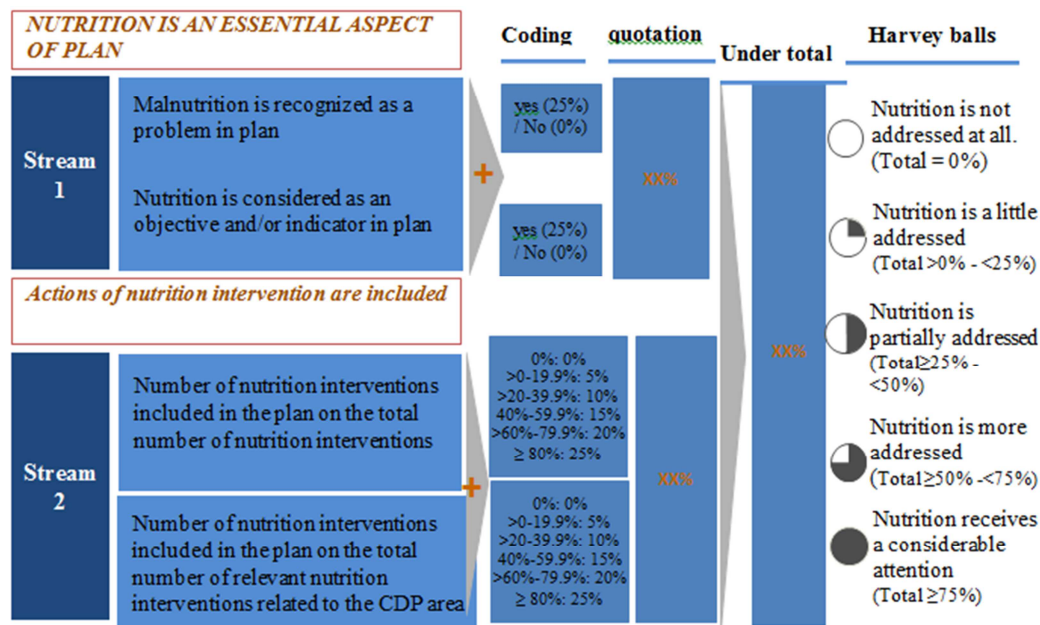 NUTRITION IS AN ESSENTIAL ASPECT
OF PLAN
Coding
quotation
Under total
Harvey balls
Stream
1
Malnutrition is recognized as a
problem in plan
Nutrition is considered as an
objective and/or indicator in plan
+
yes (25%)
/ No (0%)
yes (25%)
/ No (0%)
XX%
Actions of nutrition intervention are included
Stream
2
Number of nutrition interventions
included in the plan on the total
number of nutrition interventions
Number of nutrition interventions
included in the plan on the total
number of relevant nutrition
interventions related to the CDP area
+
0%: 0%
>0-19.9%: 5%
>20-39.9%: 10%
40%-59.9%: 15%
>60%-79.9%: 20%
≥ 80%: 25%
0%: 0%
>0-19.9%: 5%
>20-39.9%: 10%
40%-59.9%: 15%
>60%-79.9%: 20%
≥ 80%: 25%
XX%
XX%
Nutrition is not
addressed at all.
(Total = 0%)
Nutrition is a little
addressed
(Total >0% - <25%)
Nutrition is
partially addressed
(Total≥25% -
<50%)
Nutrition is more
addressed
(Total≥50% -<75%)
Nutrition receives
a considerable
attention
(Total ≥75%)